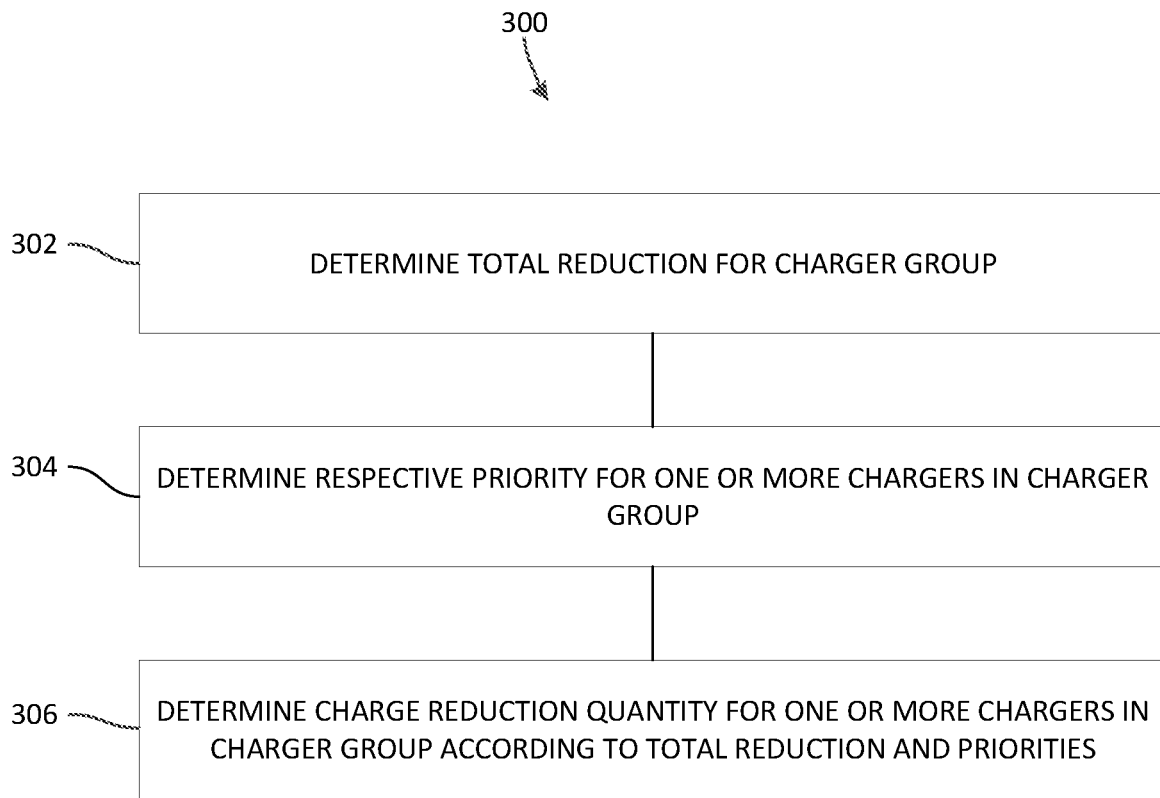 300
302
DETERMINE TOTAL REDUCTION FOR CHARGER GROUP
304
DETERMINE RESPECTIVE PRIORITY FOR ONE OR MORE CHARGERS IN CHARGER
GROUP
306
DETERMINE CHARGE REDUCTION QUANTITY FOR ONE OR MORE CHARGERS IN
CHARGER GROUP ACCORDING TO TOTAL REDUCTION AND PRIORITIES